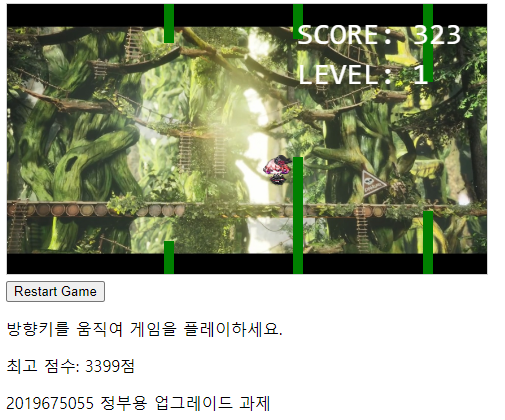 SCORE: 323
LEVEL: 1
Restart Game
방향키를 움직여 게임을 플레이하세요.
최고 점수: 3399점
2019675055 정부용 업그레이드 과제